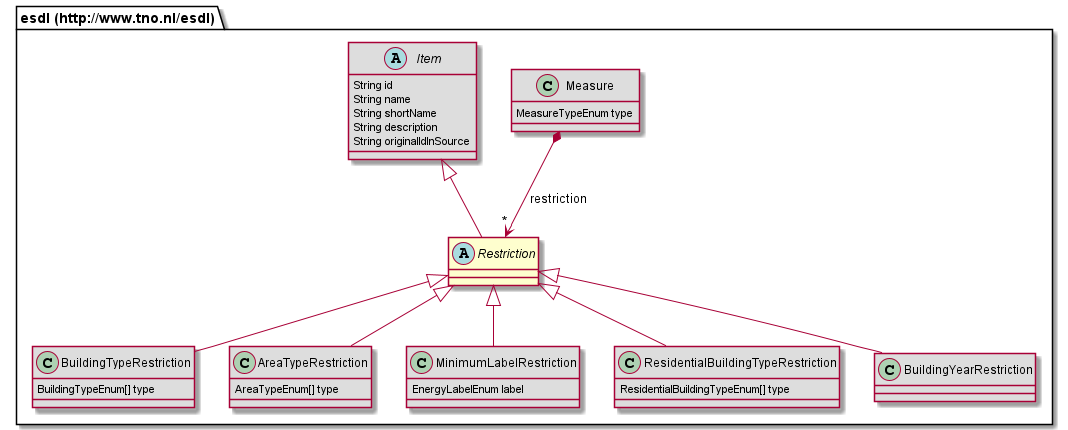 esdl (http://www.tno.nl/esdl)
A Item
String id
String name
String shortName
String description
String originalIdInSource
C Measure
MeasureTypeEnum type
restriction
*
A Restriction
C BuildingTypeRestriction
BuildingTypeEnum[] type
C AreaTypeRestriction
AreaTypeEnum[] type
C MinimumLabelRestriction
EnergyLabelEnum label
C ResidentialBuildingTypeRestriction
ResidentialBuildingTypeEnum[] type
C BuildingYearRestriction